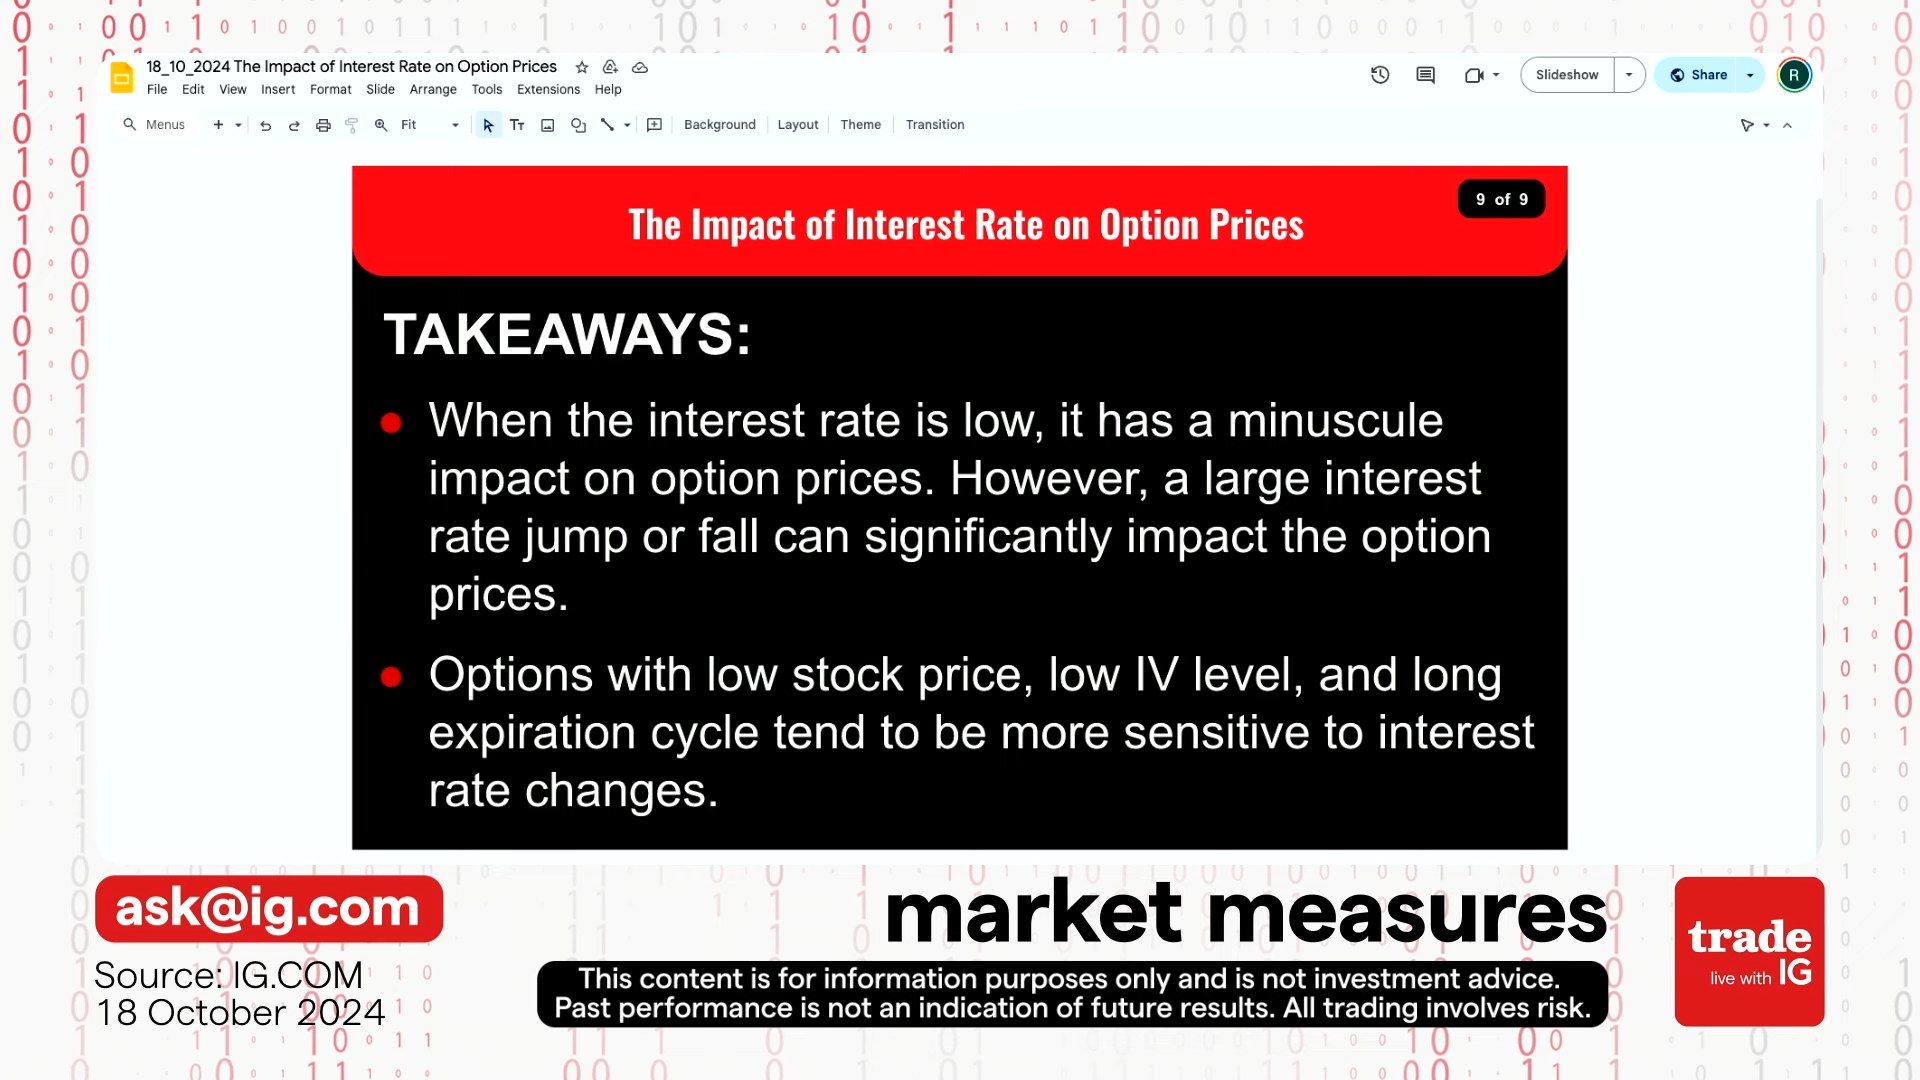 18_10_2024 The Impact of Interest Rate on Option Prices
File Edit View Insert Format Slide Arrange Tools Extensions Help
Slideshow
Share
R
Menus
Fit
Background
Layout
Theme
Transition
The Impact of Interest Rate on Option Prices
9 of 9
TAKEAWAYS:
When the interest rate is low, it has a minuscule
impact on option prices. However, a large interest
rate jump or fall can significantly impact the option
prices.
Options with low stock price, low IV level, and long
expiration cycle tend to be more sensitive to interest
rate changes.
ask@ig.com
Source: IG.COM
18 October 2024
market measures
This content is for information purposes only and is not investment advice.
Past performance is not an indication of future results. All trading involves risk.
trade
live with IG